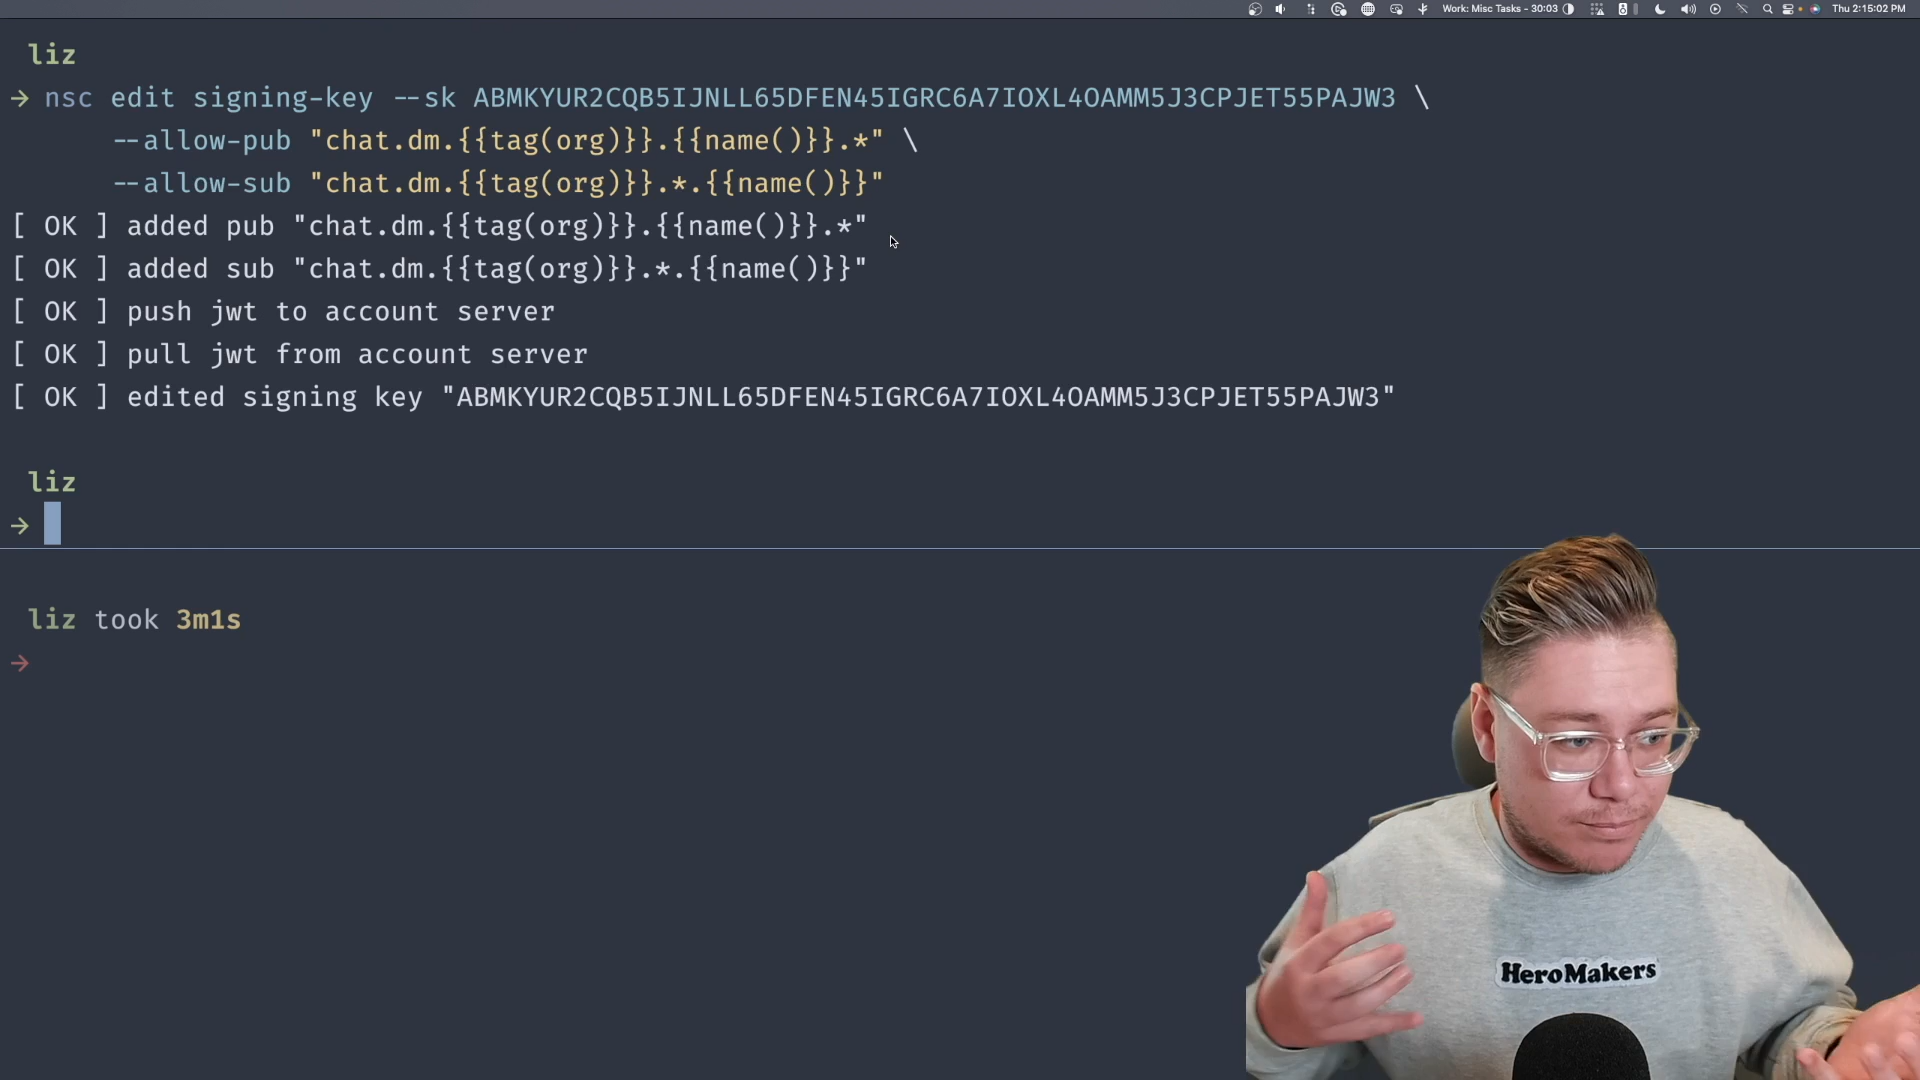 Work: Misc Tasks - 30:03
Thu 2:15:02 PM
liz
→ nsc edit signing-key --sk ABMKYUR2CQB5IJNLL65DFEN45IGRC6A7IOXL4OAMM5J3CPJET55PAJW3 \
--allow-pub "chat.dm.{{tag(org)}}.{{name()}}.*" \
--allow-sub "chat.dm.{{tag(org)}}.*.{{name()}}"
[ OK ] added pub "chat.dm.{{tag(org)}}.{{name()}}.*"
[ OK ] added sub "chat.dm.{{tag(org)}}.*.{{name()}}"
[ OK ] push jwt to account server
[ OK ] pull jwt from account server
[ OK ] edited signing key "ABMKYUR2CQB5IJNLL65DFEN45IGRC6A7IOXL4OAMM5J3CPJET55PAJW3"
liz
→
liz took 3m1s
→
HeroMakers